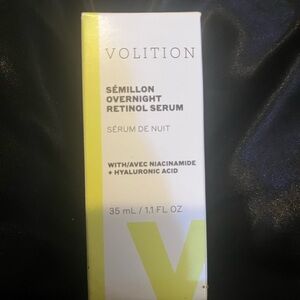 VOLITION
SÉMILLON
OVERNIGHT
RETINOL SERUM
SÉRUM DE NUIT
WITH/AVEC NIACINAMIDE
+ HYALURONIC ACID
35 mL / 1.1 FL OZ
V